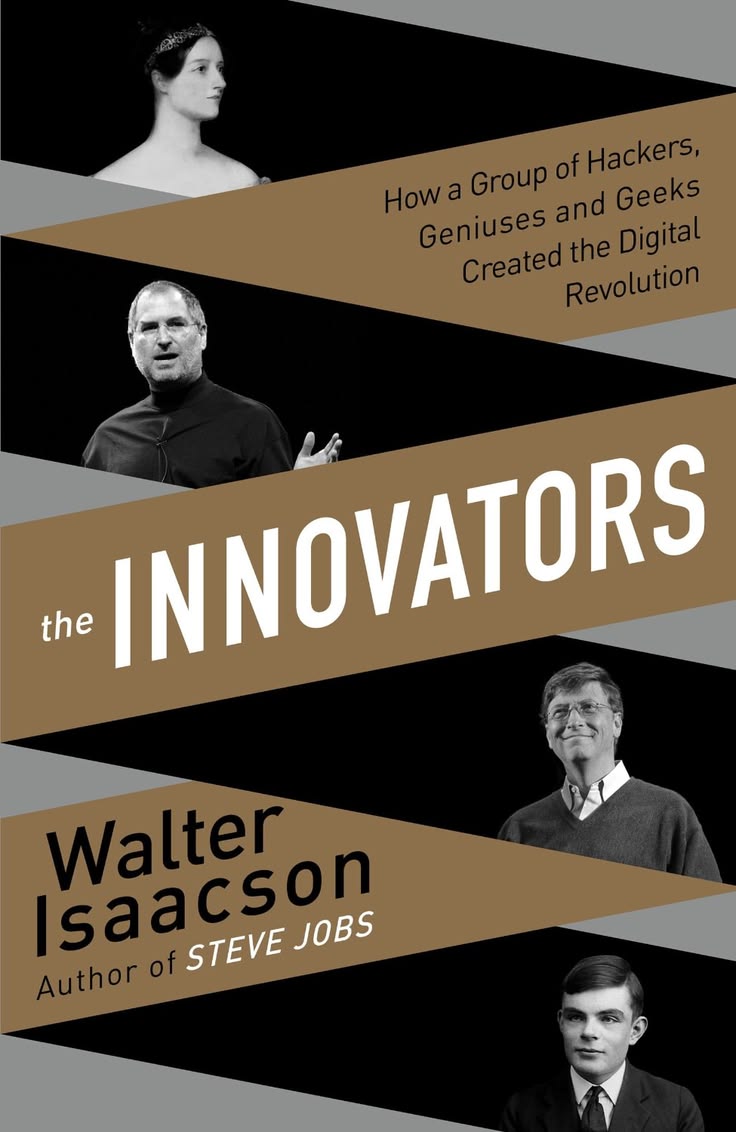 How a Group of Hackers,
Geniuses and Geeks
Created the Digital
Revolution
the INNOVATORS
Walter
Isaacson
Author of STEVE JOBS